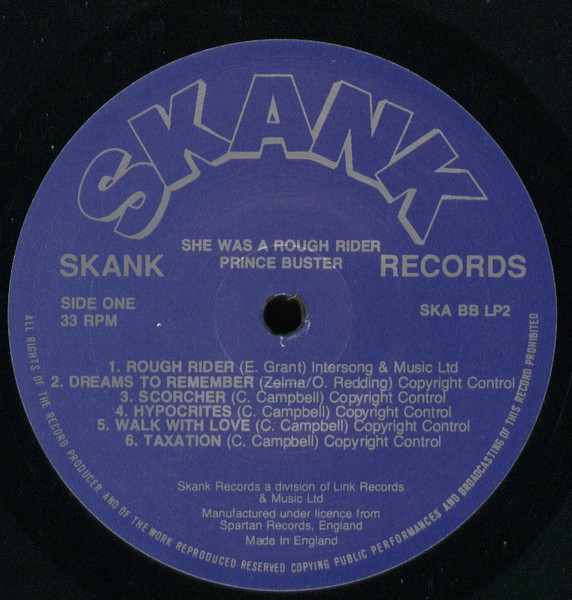 SKANK
SHE WAS A ROUGH RIDER
PRINCE BUSTER
SKANK RECORDS
SIDE ONE
33 RPM
SKA BB LP2
1. ROUGH RIDER (E. Grant) Intersong & Music Ltd
2. DREAMS TO REMEMBER (Zelma/O. Redding) Copyright Control
3. SCORCHER (C. Campbell) Copyright Control
4. HYPOCRITES (C. Campbell) Copyright Control
5. WALK WITH LOVE (C. Campbell) Copyright Control
6. TAXATION (C. Campbell) Copyright Control
Skank Records a division of Link Records
& Music Ltd
Manufactured under licence from
Spartan Records, England
Made In England
ALL RIGHTS OF THE RECORD PRODUCER AND OF THE WORK REPRODUCED RESERVED COPYING PUBLIC PERFORMANCES AND BROADCASTING OF THIS RECORD PROHIBITED